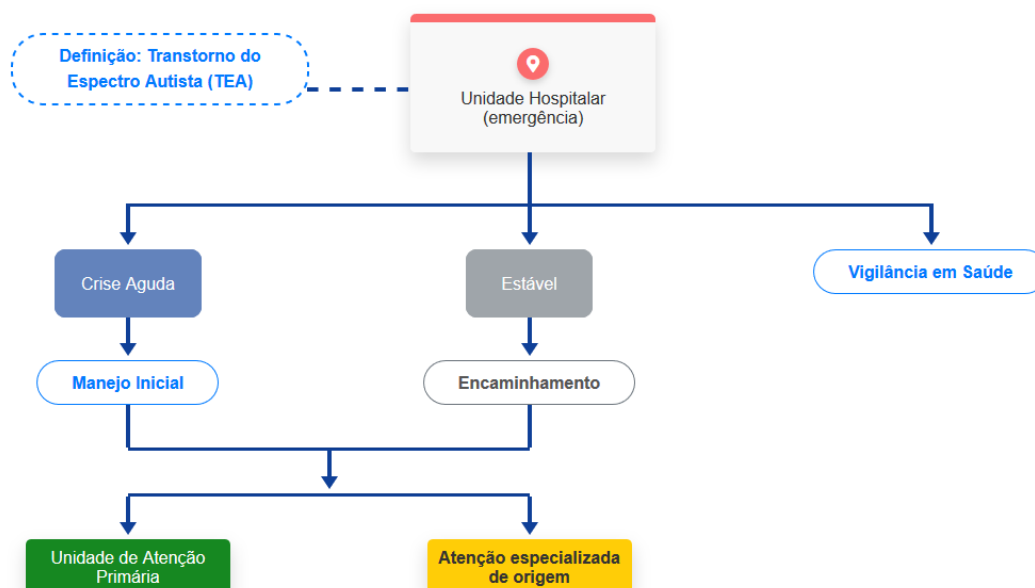 Definição: Transtorno do
Espectro Autista (TEA)
Unidade Hospitalar
(emergência)
Crise Aguda
Estável
Vigilância em Saúde
Manejo Inicial
Encaminhamento
Unidade de Atenção
Primária
Atenção especializada
de origem